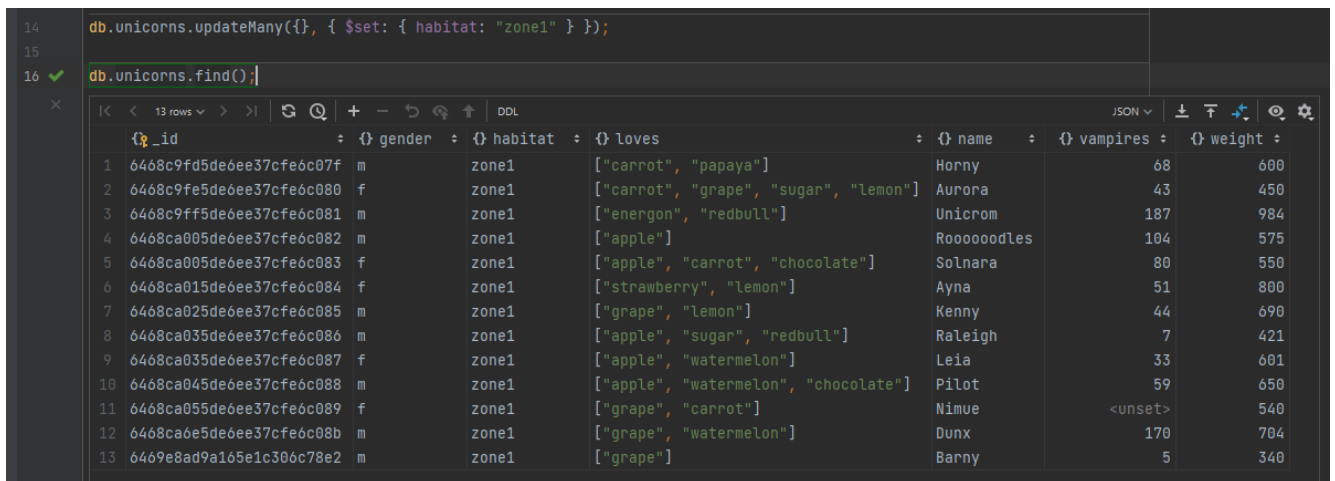 14 db.unicorns.updateMany({}, { $set: { habitat: "zone1" } });
15
16 db.unicorns.find();
13 rows DDL JSON
_id gender habitat loves name vampires weight
1 6468c9fd5de6ee37cfe6c07f m zone1 ["carrot", "papaya"] Horny 68 600
2 6468c9fe5de6ee37cfe6c080 f zone1 ["carrot", "grape", "sugar", "lemon"] Aurora 43 450
3 6468c9ff5de6ee37cfe6c081 m zone1 ["energon", "redbull"] Unicrom 187 984
4 6468ca005de6ee37cfe6c082 m zone1 ["apple"] Roooooodles 104 575
5 6468ca005de6ee37cfe6c083 f zone1 ["apple", "carrot", "chocolate"] Solnara 80 550
6 6468ca015de6ee37cfe6c084 f zone1 ["strawberry", "lemon"] Ayna 51 800
7 6468ca025de6ee37cfe6c085 m zone1 ["grape", "lemon"] Kenny 44 690
8 6468ca035de6ee37cfe6c086 m zone1 ["apple", "sugar", "redbull"] Raleigh 7 421
9 6468ca035de6ee37cfe6c087 f zone1 ["apple", "watermelon"] Leia 33 601
10 6468ca045de6ee37cfe6c088 m zone1 ["apple", "watermelon", "chocolate"] Pilot 59 650
11 6468ca055de6ee37cfe6c089 f zone1 ["grape", "carrot"] Nimue <unset> 540
12 6468ca6e5de6ee37cfe6c08b m zone1 ["grape", "watermelon"] Dunx 170 704
13 6469e8ad9a165e1c306c78e2 m zone1 ["grape"] Barny 5 340